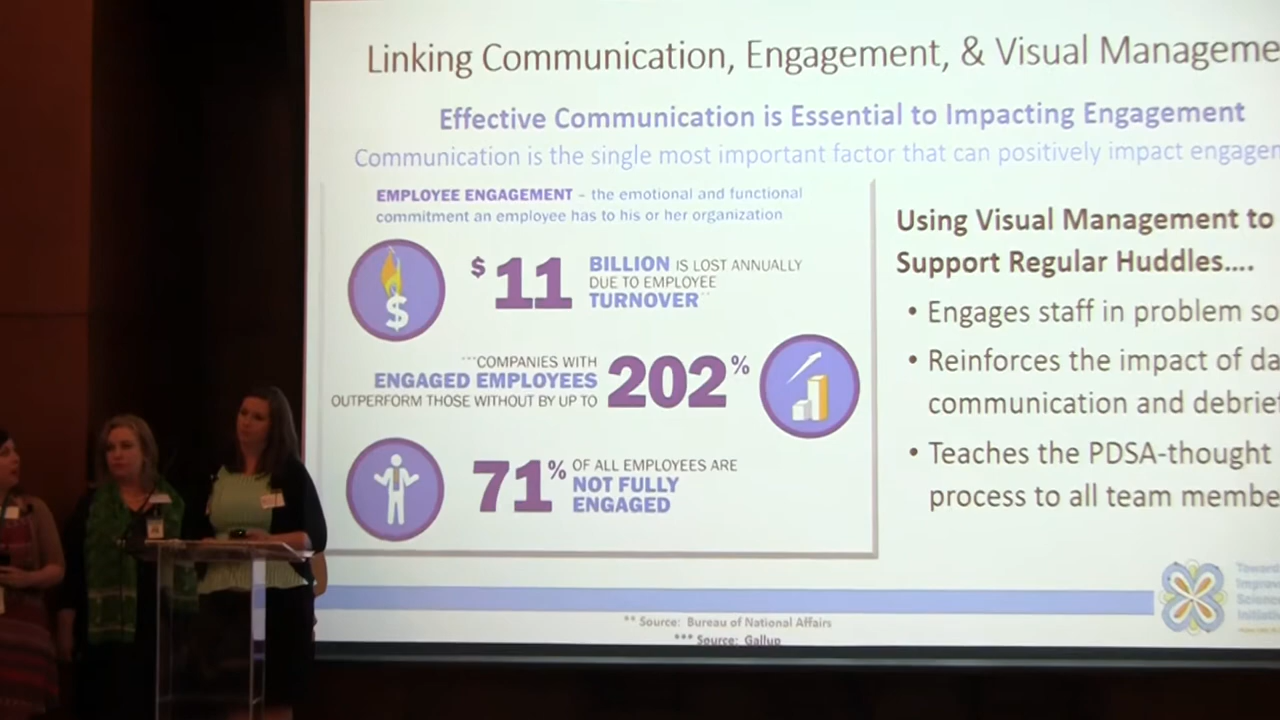 Linking Communication, Engagement, & Visual Manageme
Effective Communication is Essential to Impacting Engagement
Communication is the single most important factor that can positively impact engagem
EMPLOYEE ENGAGEMENT – the emotional and functional
commitment an employee has to his or her organization
$11 BILLION IS LOST ANNUALLY
DUE TO EMPLOYEE
TURNOVER**
***COMPANIES WITH
ENGAGED EMPLOYEES
OUTPERFORM THOSE WITHOUT BY UP TO 202%
71% OF ALL EMPLOYEES ARE
NOT FULLY
ENGAGED
Using Visual Management to
Support Regular Huddles....
• Engages staff in problem so
• Reinforces the impact of da
communication and debrief
• Teaches the PDSA-thought
process to all team membe
Toward
Improv
Science
Initiativ
** Source: Bureau of National Affairs
*** Source: Gallup